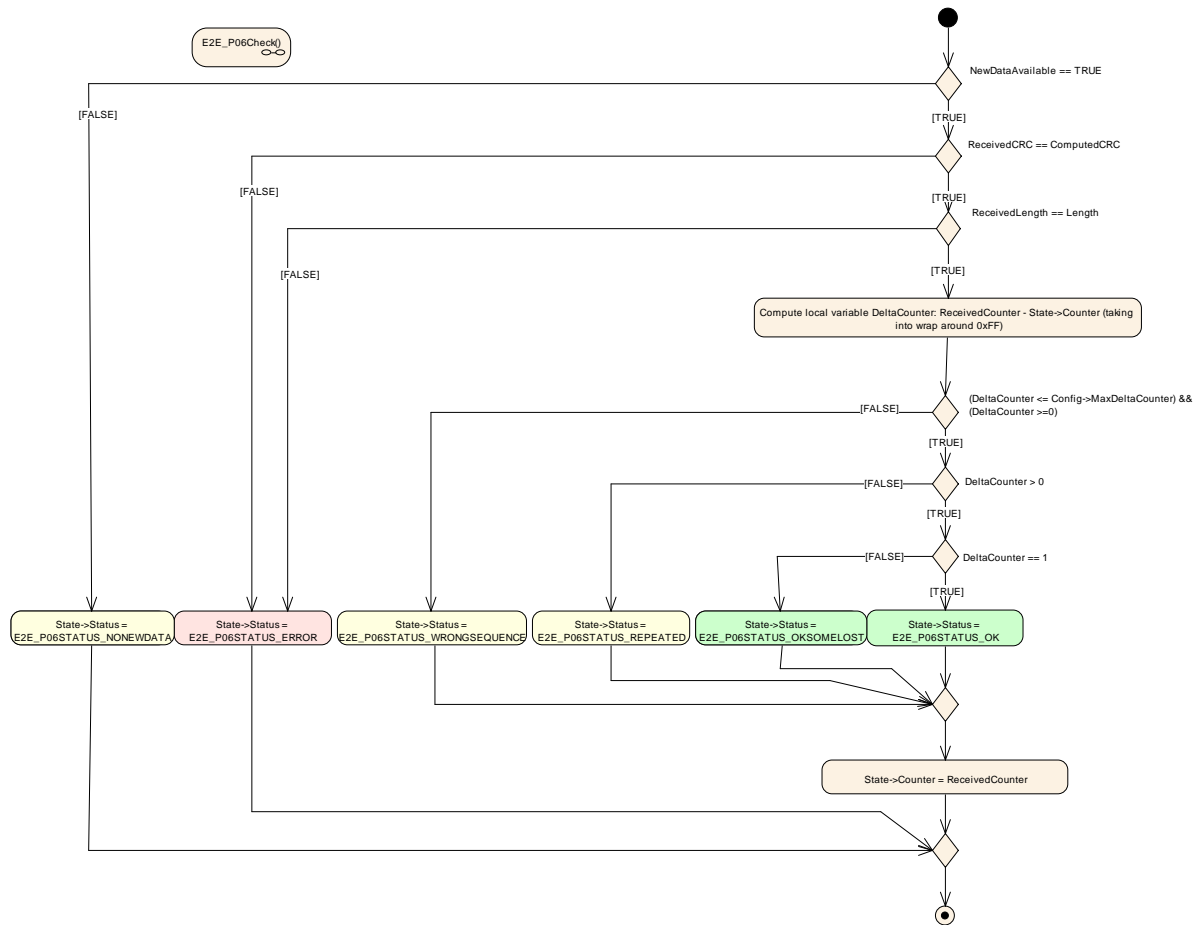 E2E_P06Check()
NewDataAvailable == TRUE
[FALSE]
[TRUE]
ReceivedCRC == ComputedCRC
[FALSE]
[TRUE]
ReceivedLength == Length
[FALSE]
[TRUE]
Compute local variable DeltaCounter: ReceivedCounter - State->Counter (taking
into wrap around 0xFF)
(DeltaCounter <= Config->MaxDeltaCounter) &&
(DeltaCounter >=0)
[FALSE]
[TRUE]
DeltaCounter > 0
[FALSE]
[TRUE]
DeltaCounter == 1
[FALSE]
[TRUE]
State->Status =
E2E_P06STATUS_NONEWDATA
State->Status =
E2E_P06STATUS_ERROR
State->Status =
E2E_P06STATUS_WRONGSEQUENCE
State->Status =
E2E_P06STATUS_REPEATED
State->Status =
E2E_P06STATUS_OKSOMELOST
State->Status =
E2E_P06STATUS_OK
State->Counter = ReceivedCounter